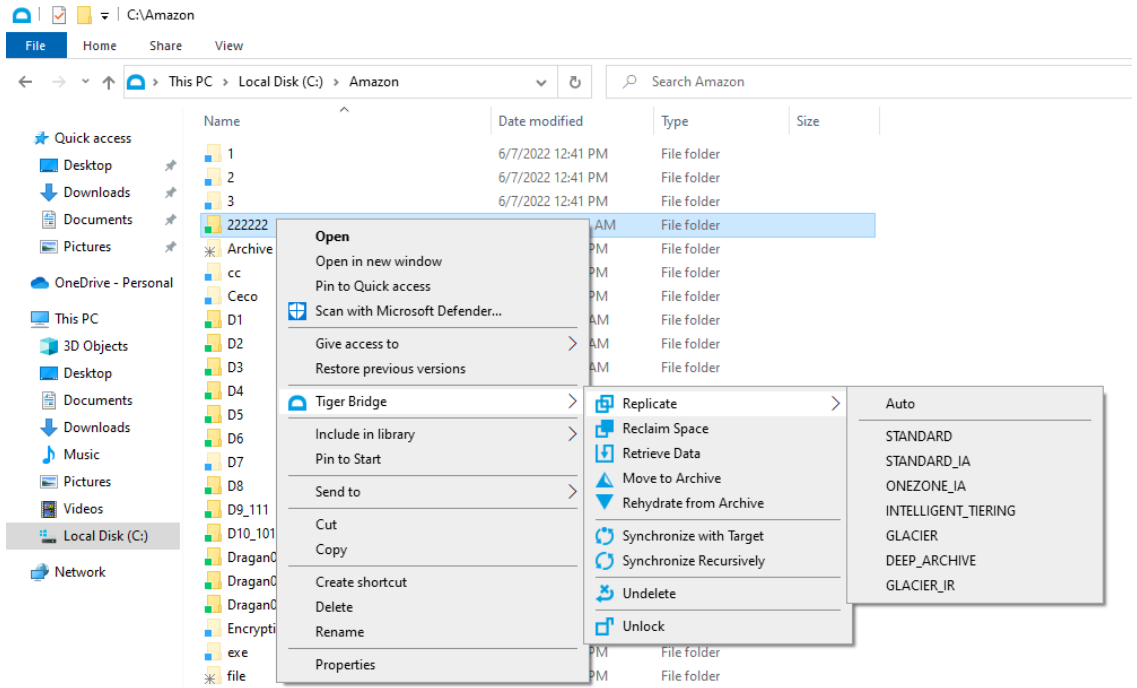 C:\Amazon
File Home Share View
This PC > Local Disk (C:) > Amazon
Search Amazon
Quick access
Desktop
Downloads
Documents
Pictures
OneDrive - Personal
This PC
3D Objects
Desktop
Documents
Downloads
Music
Pictures
Videos
Local Disk (C:)
Network
Name Date modified Type Size
1 6/7/2022 12:41 PM File folder
2 6/7/2022 12:41 PM File folder
3 6/7/2022 12:41 PM File folder
222222 AM File folder
Archive PM File folder
cc PM File folder
Ceco PM File folder
D1 AM File folder
D2 AM File folder
D3 AM File folder
D4
D5
D6
D7
D8
D9_111
D10_101
Dragan0
Dragan0
Dragan0
Encrypti
exe PM File folder
file PM File folder
Open
Open in new window
Pin to Quick access
Scan with Microsoft Defender...
Give access to
Restore previous versions
Tiger Bridge
Include in library
Pin to Start
Send to
Cut
Copy
Create shortcut
Delete
Rename
Properties
Replicate
Reclaim Space
Retrieve Data
Move to Archive
Rehydrate from Archive
Synchronize with Target
Synchronize Recursively
Undelete
Unlock
Auto
STANDARD
STANDARD_IA
ONEZONE_IA
INTELLIGENT_TIERING
GLACIER
DEEP_ARCHIVE
GLACIER_IR